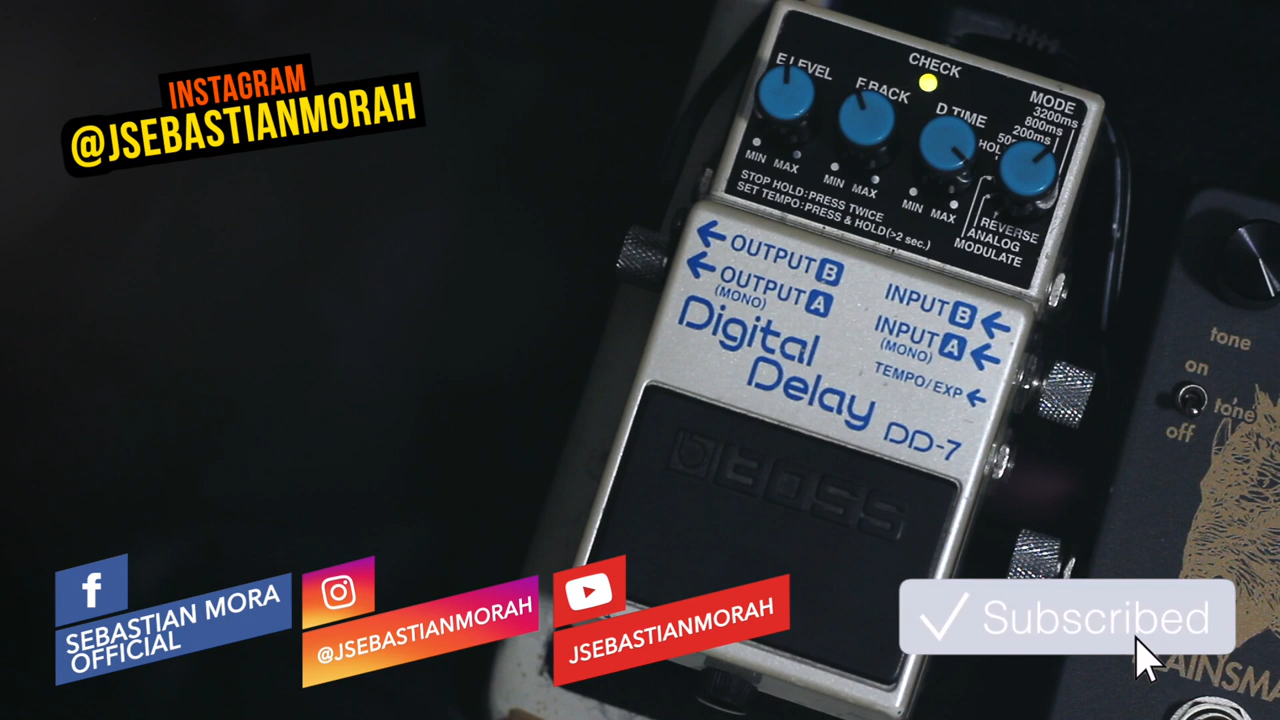 INSTAGRAM
@JSEBASTIANMORAH
CHECK
E.LEVEL
F.BACK
D.TIME
MODE
3200ms
800ms
200ms
MIN MAX
MIN MAX
MIN MAX
STOP HOLD:PRESS TWICE
SET TEMPO:PRESS & HOLD(>2 sec.)
REVERSE
ANALOG
MODULATE
OUTPUT B
OUTPUT A
(MONO)
INPUT B
INPUT A
(MONO)
TEMPO/EXP
Digital
Delay
DD-7
BOSS
tone
on
tone
off
SEBASTIAN MORA
OFFICIAL
@JSEBASTIANMORAH
JSEBASTIANMORAH
Subscribed